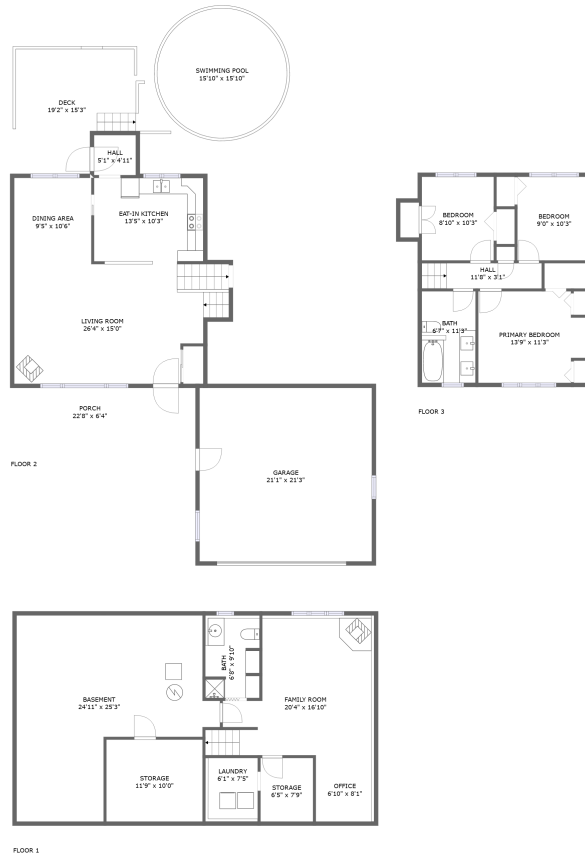 SWIMMING POOL
15'10" x 15'10"
DECK
19'2" x 15'3"
HALL
5'1" x 4'11"
DINING AREA
9'5" x 10'6"
EAT-IN KITCHEN
13'5" x 10'3"
LIVING ROOM
26'4" x 15'0"
PORCH
22'8" x 6'4"
FLOOR 2
GARAGE
21'1" x 21'3"
BEDROOM
8'10" x 10'3"
BEDROOM
9'0" x 10'3"
HALL
11'8" x 3'1"
BATH
6'7" x 11'3"
PRIMARY BEDROOM
13'9" x 11'3"
FLOOR 3
BATH
6'8" x 9'10"
BASEMENT
24'11" x 25'3"
FAMILY ROOM
20'4" x 16'10"
STORAGE
11'9" x 10'0"
LAUNDRY
6'1" x 7'5"
STORAGE
6'5" x 7'9"
OFFICE
6'10" x 8'1"
FLOOR 1